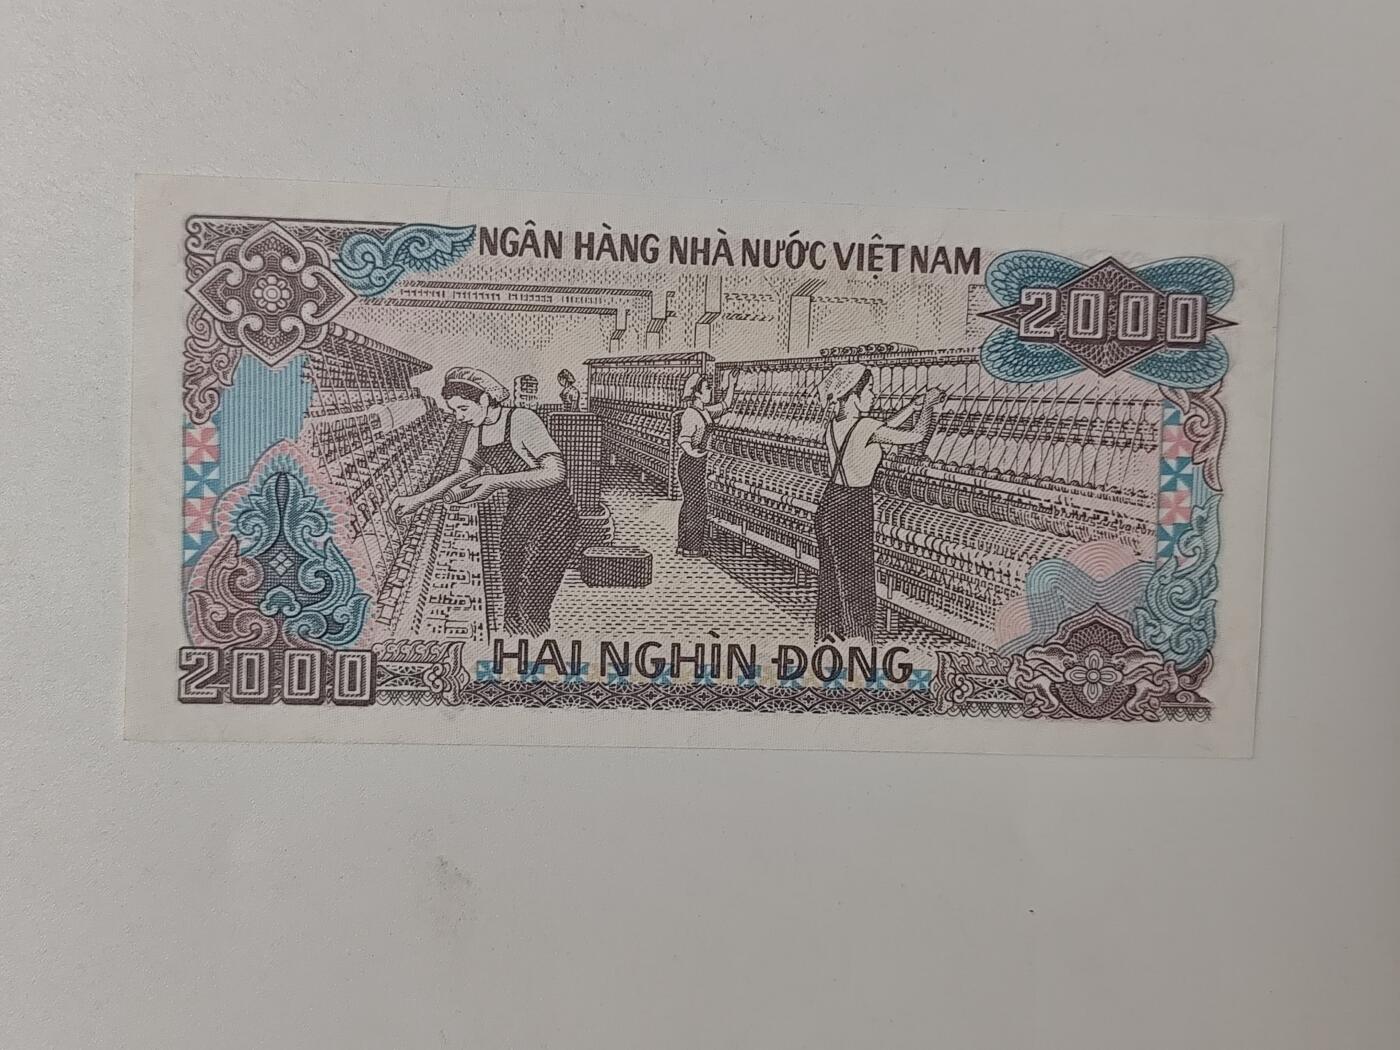 NGÂN HÀNG NHÀ NƯỚC VIỆT NAM
2000
2000
HAI NGHÌN ĐỒNG